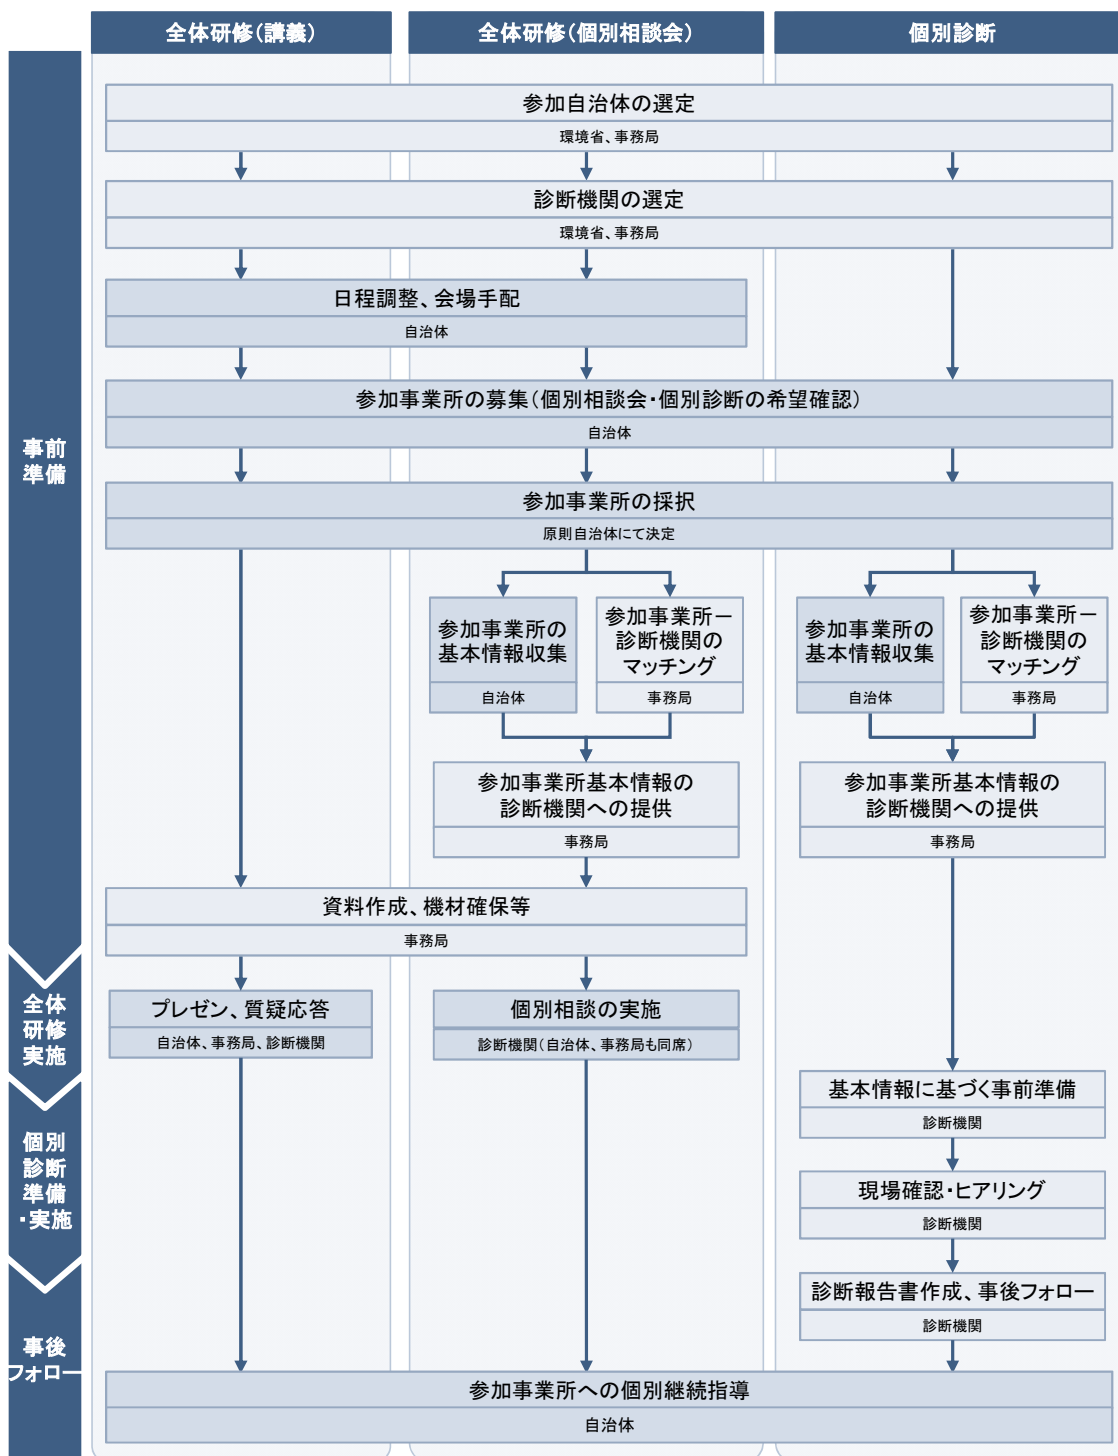 全体研修（講義）
全体研修（個別相談会）
個別診断
事前
準備
参加自治体の選定
環境省、事務局
診断機関の選定
環境省、事務局
日程調整、会場手配
自治体
参加事業所の募集（個別相談会・個別診断の希望確認）
自治体
参加事業所の採択
原則自治体にて決定
参加事業所の
基本情報収集
自治体
参加事業所－
診断機関の
マッチング
事務局
参加事業所の
基本情報収集
自治体
参加事業所－
診断機関の
マッチング
事務局
参加事業所基本情報の
診断機関への提供
事務局
参加事業所基本情報の
診断機関への提供
事務局
資料作成、機材確保等
事務局
全体
研修
実施
プレゼン、質疑応答
自治体、事務局、診断機関
個別相談の実施
診断機関（自治体、事務局も同席）
個別
診断
準備
・実施
基本情報に基づく事前準備
診断機関
現場確認・ヒアリング
診断機関
診断報告書作成、事後フォロー
診断機関
事後
フォロー
参加事業所への個別継続指導
自治体